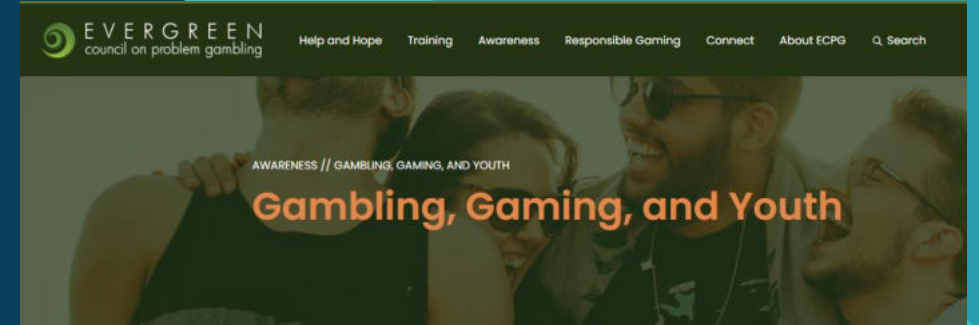 EVERGREEN
council on problem gambling
Help and Hope Training Awareness Responsible Gaming Connect About ECPG Search
AWARENESS // GAMBLING, GAMING, AND YOUTH
Gambling, Gaming, and Youth